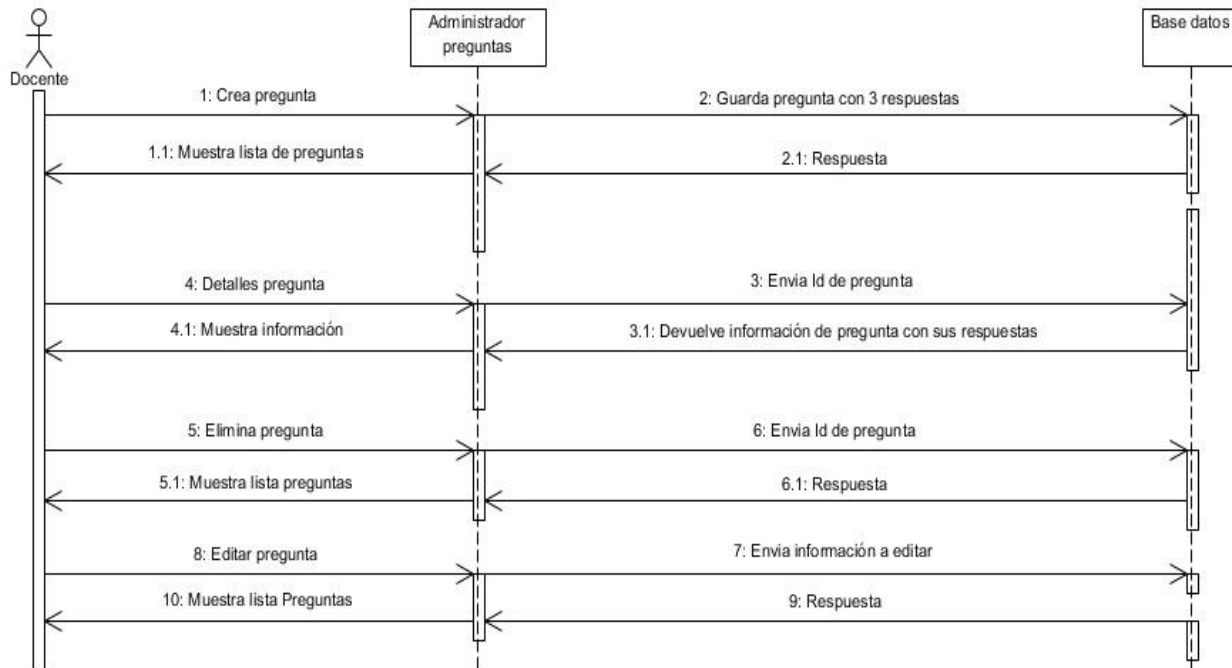 Administrador
preguntas
Base datos
Docente
1: Crea pregunta
2: Guarda pregunta con 3 respuestas
1.1: Muestra lista de preguntas
2.1: Respuesta
4: Detalles pregunta
3: Envia Id de pregunta
4.1: Muestra información
3.1: Devuelve información de pregunta con sus respuestas
5: Elimina pregunta
6: Envia Id de pregunta
5.1: Muestra lista preguntas
6.1: Respuesta
8: Editar pregunta
7: Envia información a editar
10: Muestra lista Preguntas
9: Respuesta